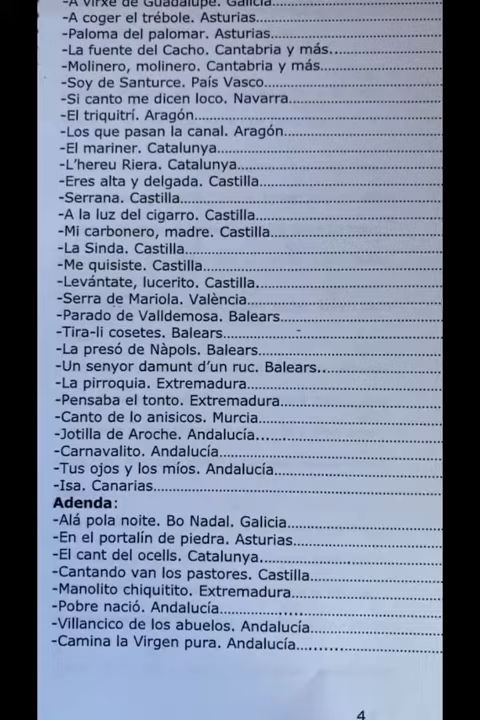 -A Virxe de Guadalupe. Galicia
-A coger el trébole. Asturias
-Paloma del palomar. Asturias
-La fuente del Cacho. Cantabria y más
-Molinero, molinero. Cantabria y más
-Soy de Santurce. País Vasco
-Si canto me dicen loco. Navarra
-El triquitrí. Aragón
-Los que pasan la canal. Aragón
-El mariner. Catalunya
-L'hereu Riera. Catalunya
-Eres alta y delgada. Castilla
-Serrana. Castilla
-A la luz del cigarro. Castilla
-Mi carbonero, madre. Castilla
-La Sinda. Castilla
-Me quisiste. Castilla
-Levántate, lucerito. Castilla
-Serra de Mariola. València
-Parado de Valldemosa. Balears
-Tira-li cosetes. Balears
-La presó de Nàpols. Balears
-Un senyor damunt d'un ruc. Balears
-La pirroquia. Extremadura
-Pensaba el tonto. Extremadura
-Canto de lo anisicos. Murcia
-Jotilla de Aroche. Andalucía
-Carnavalito. Andalucía
-Tus ojos y los míos. Andalucía
-Isa. Canarias
Adenda:
-Alá pola noite. Bo Nadal. Galicia
-En el portalín de piedra. Asturias
-El cant del ocells. Catalunya
-Cantando van los pastores. Castilla
-Manolito chiquitito. Extremadura
-Pobre nació. Andalucía
-Villancico de los abuelos. Andalucía
-Camina la Virgen pura. Andalucía
4